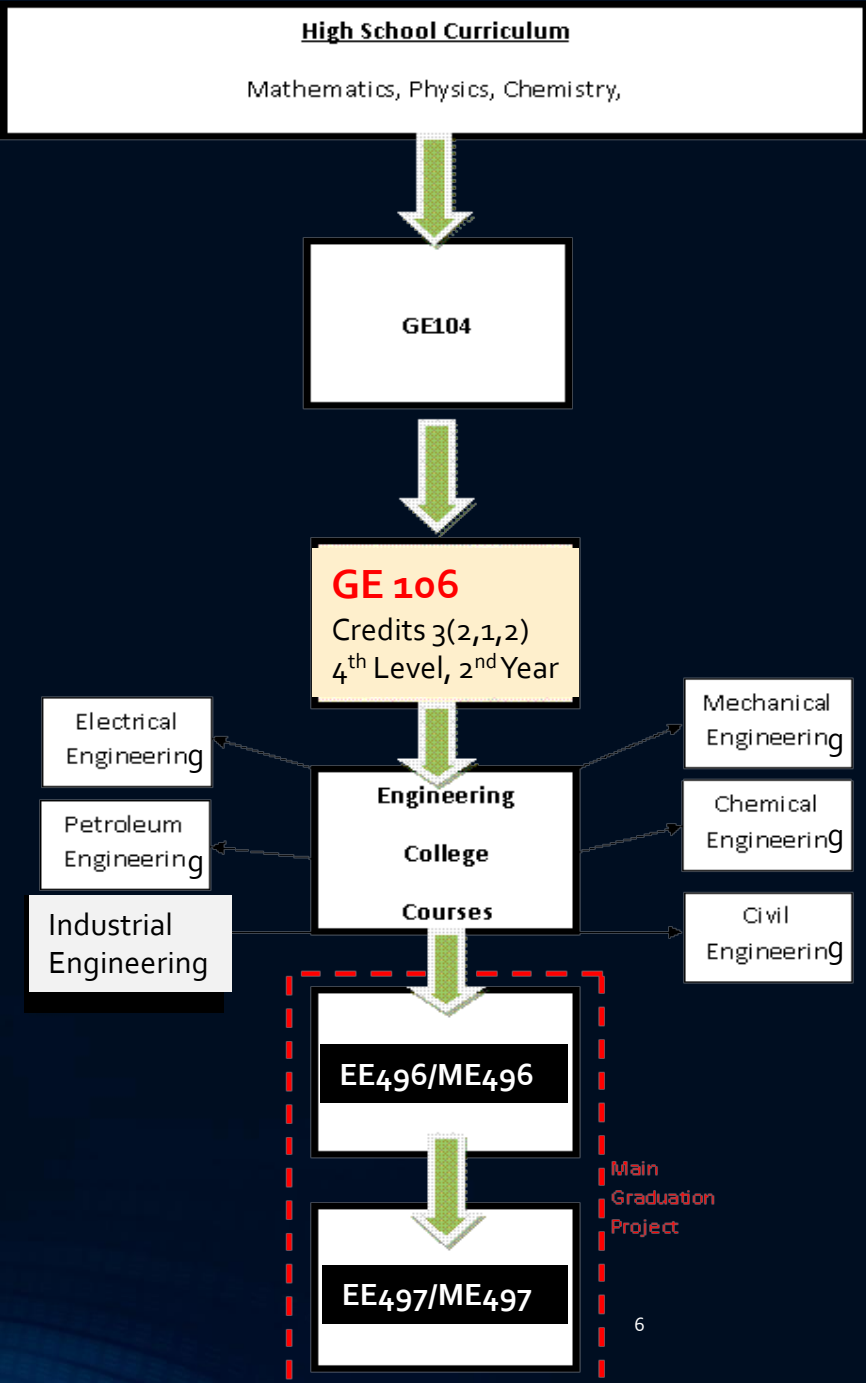 High School Curriculum
Mathematics, Physics, Chemistry,
GE104
GE 106
Credits 3(2,1,2)
4th Level, 2nd Year
Electrical
Engineering
Petroleum
Engineering
Industrial
Engineering
Engineering
College
Courses
Mechanical
Engineering
Chemical
Engineering
Civil
Engineering
EE496/ME496
Main
Graduation
Project
EE497/ME497
6